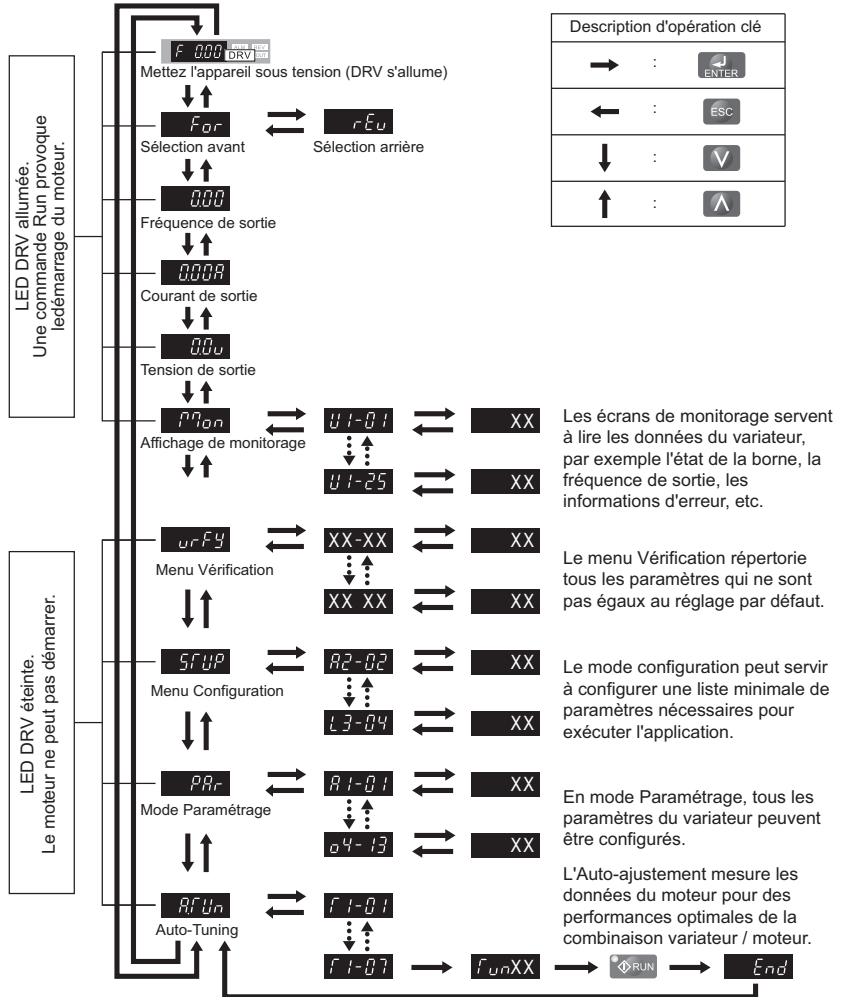 F 0.00
ALM REV
DRV OUT
Mettez l'appareil sous tension (DRV s'allume)
For
rEv
Sélection avant
Sélection arrière
0.00
Fréquence de sortie
0.00A
Courant de sortie
0.0v
Tension de sortie
Mon
U1-01
XX
Affichage de monitorage
U1-25
XX
Les écrans de monitorage servent
à lire les données du variateur,
par exemple l'état de la borne, la
fréquence de sortie, les
informations d'erreur, etc.
vrFy
XX-XX
XX
Menu Vérification
XX XX
XX
Le menu Vérification répertorie
tous les paramètres qui ne sont
pas égaux au réglage par défaut.
STUP
A2-02
XX
Menu Configuration
L3-04
XX
Le mode configuration peut servir
à configurer une liste minimale de
paramètres nécessaires pour
exécuter l'application.
PAr
A1-01
XX
Mode Paramétrage
o4-13
XX
En mode Paramétrage, tous les
paramètres du variateur peuvent
être configurés.
A.TUn
T1-01
Auto-Tuning
L'Auto-ajustement mesure les
données du moteur pour des
performances optimales de la
combinaison variateur / moteur.
T1-07
TunXX
RUN
End
LED DRV allumée.
Une commande Run provoque
ledémarrage du moteur.
LED DRV éteinte.
Le moteur ne peut pas démarrer.
Description d'opération clé
: ENTER
: ESC
:
: